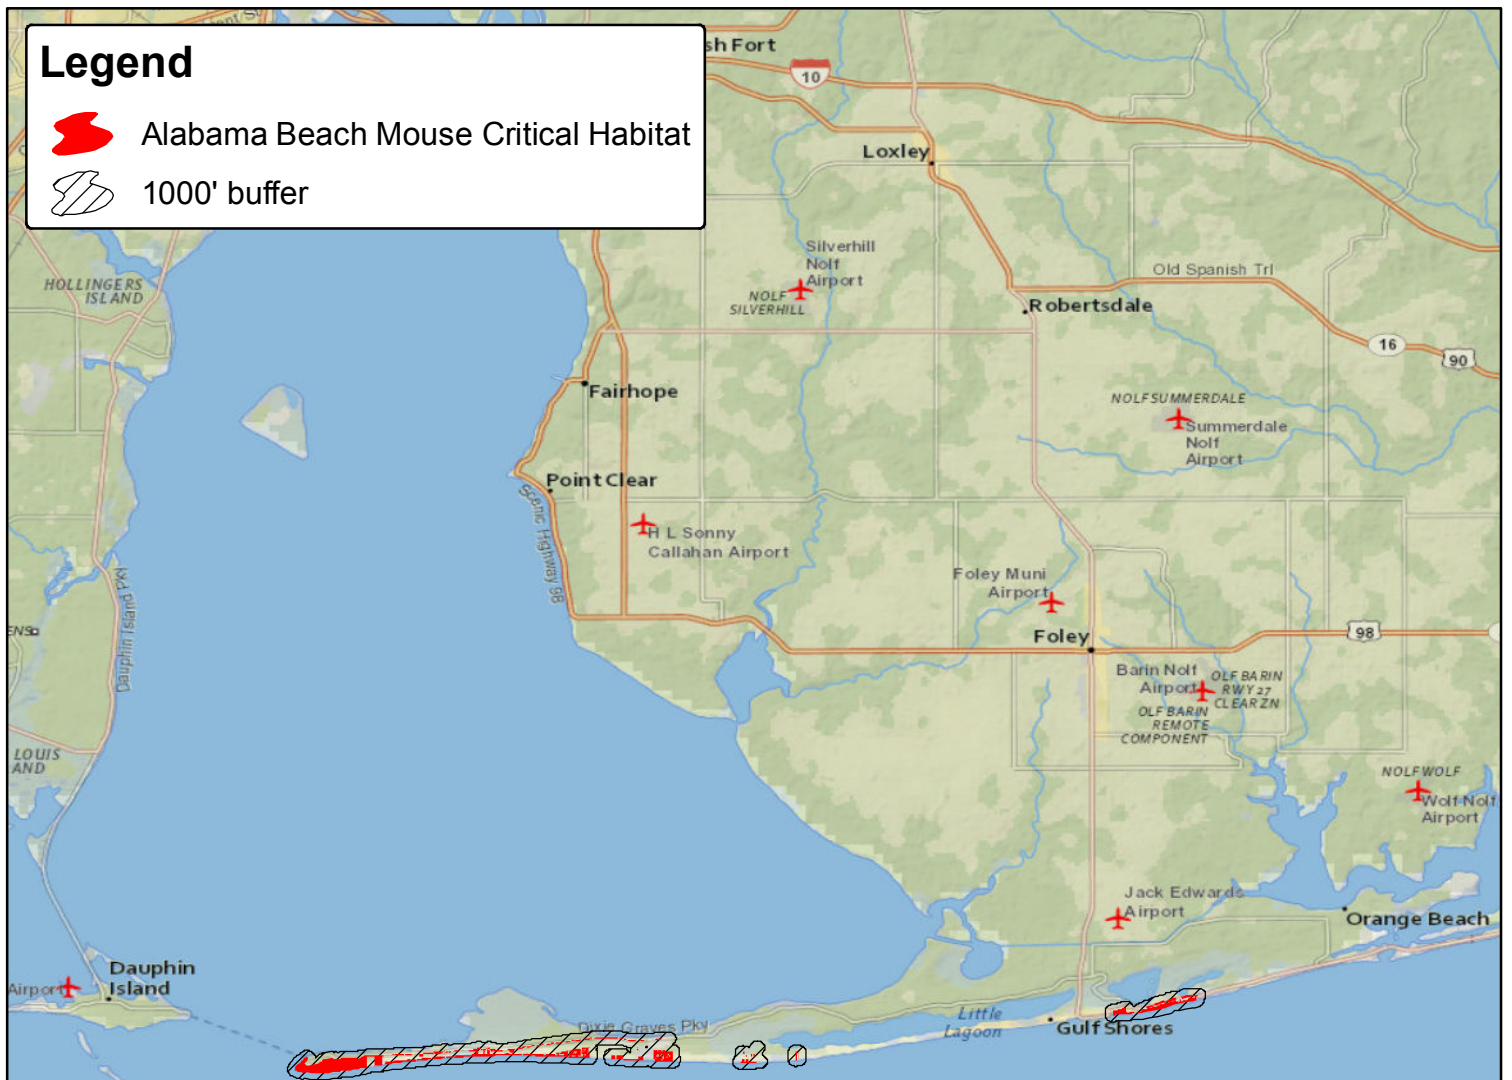 Legend
Alabama Beach Mouse Critical Habitat
1000' buffer
sh Fort
10
Loxley
Silverhill
Nolf
Airport
NOLF
SILVERHILL
Old Spanish Trl
Robertsdale
HOLLINGERS
ISLAND
16
90
Fairhope
NOLF SUMMERDALE
Summerdale
Nolf
Airport
Point Clear
Scenic Highway 98
H L Sonny
Callahan Airport
Foley Muni
Airport
Dauphin Island Pky
ENS
Foley
98
Barin Nolf
Airport
OLF BARIN
RWY 27
CLEAR ZN
OLF BARIN
REMOTE
COMPONENT
LOUIS
AND
NOLF WOLF
Wolf Nolf
Airport
Jack Edwards
Airport
Orange Beach
Dauphin
Island
Airport
Dixie Graves Pky
Little
Lagoon
Gulf Shores